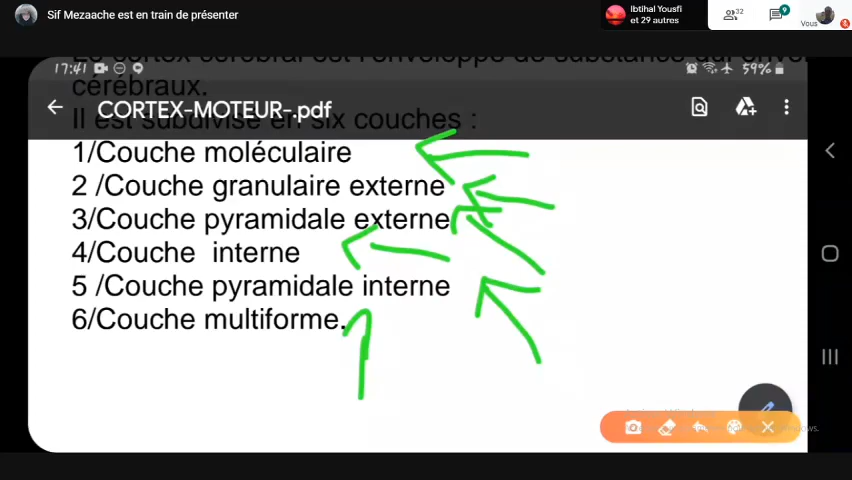 Sif Mezaache est en train de présenter
Ibtihal Yousfi
et 29 autres
32
9
Vous
17:41
59%
CORTEX-MOTEUR-.pdf
cérébraux.
Il est subdivisé en six couches :
1/Couche moléculaire
2 /Couche granulaire externe
3/Couche pyramidale externe
4/Couche  interne
5 /Couche pyramidale interne
6/Couche multiforme.